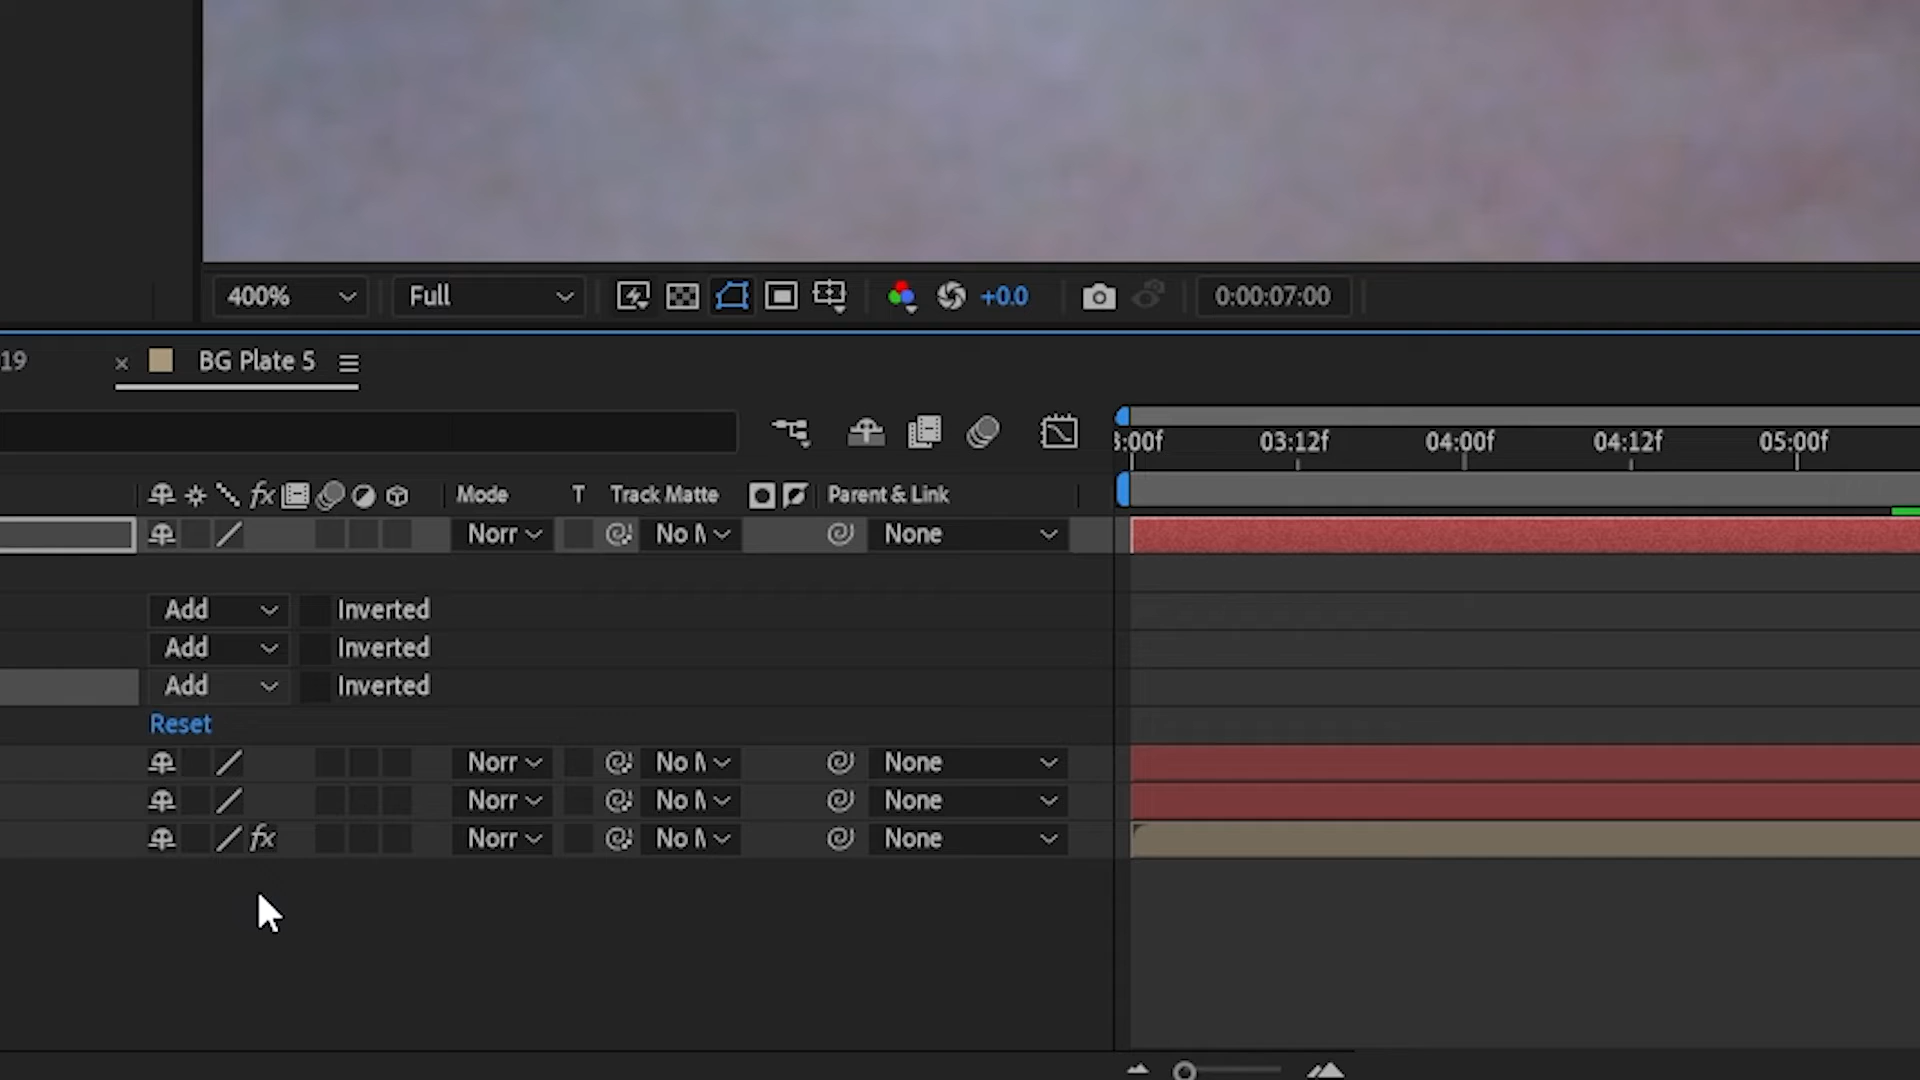 400% Full +0.0 0:00:07:00
19 BG Plate 5
:00f 03:12f 04:00f 04:12f 05:00f
fx Mode T Track Matte Parent & Link
Norr No None
Add Inverted
Add Inverted
Add Inverted
Reset
Norr No None
Norr No None
fx Norr No None